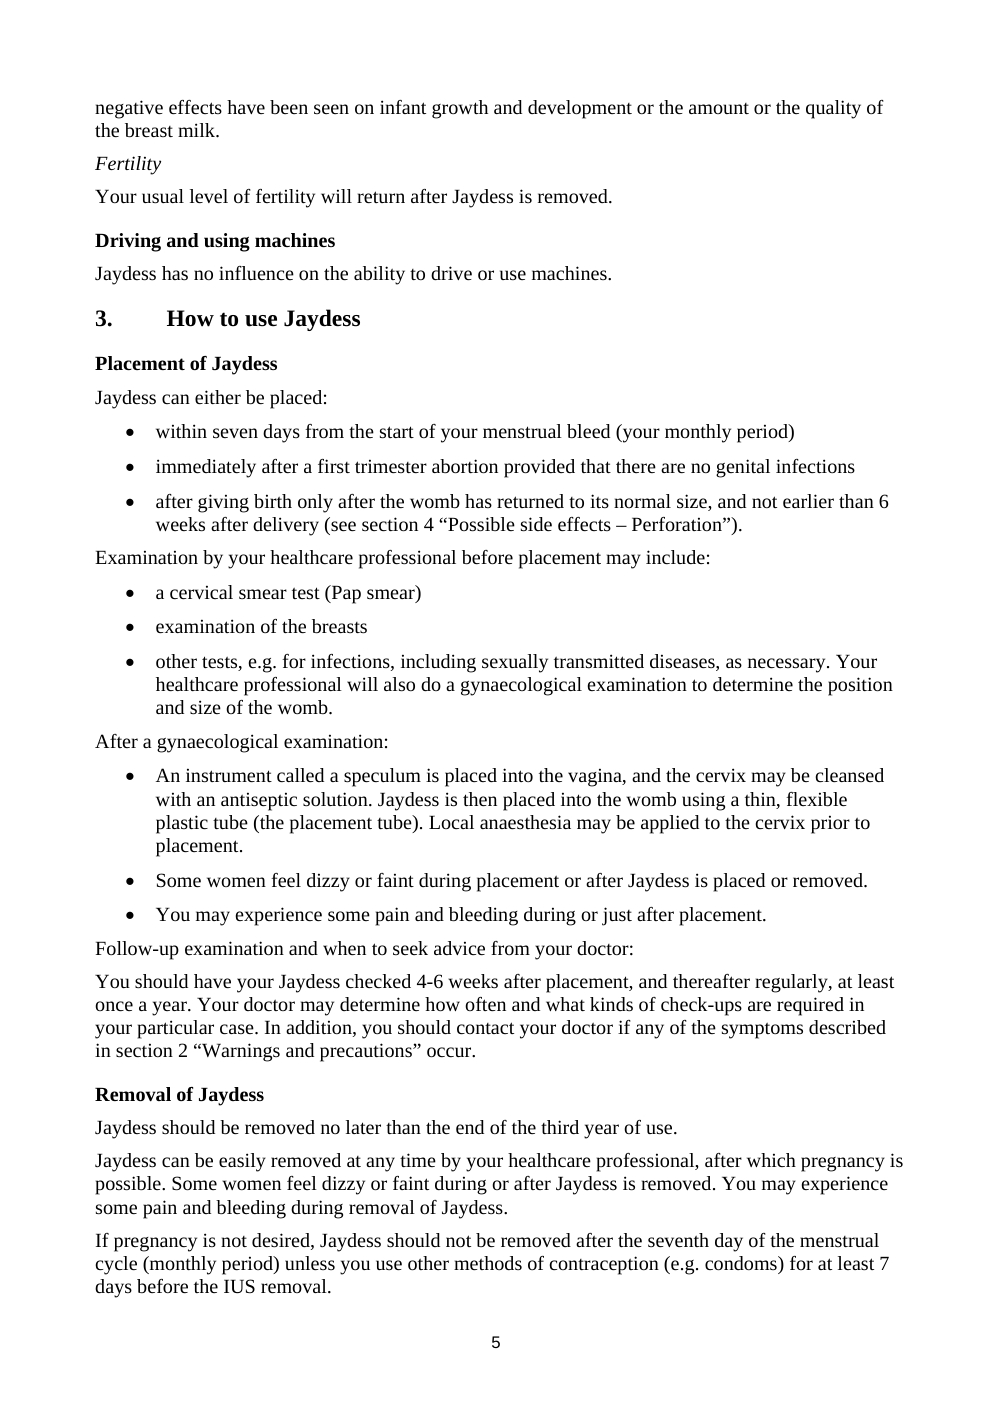 negative effects have been seen on infant growth and development or the amount or the quality of
the breast milk.
Fertility
Your usual level of fertility will return after Jaydess is removed.
Driving and using machines
Jaydess has no influence on the ability to drive or use machines.
3. How to use Jaydess
Placement of Jaydess
Jaydess can either be placed:
• within seven days from the start of your menstrual bleed (your monthly period)
• immediately after a first trimester abortion provided that there are no genital infections
• after giving birth only after the womb has returned to its normal size, and not earlier than 6
weeks after delivery (see section 4 “Possible side effects – Perforation”).
Examination by your healthcare professional before placement may include:
• a cervical smear test (Pap smear)
• examination of the breasts
• other tests, e.g. for infections, including sexually transmitted diseases, as necessary. Your
healthcare professional will also do a gynaecological examination to determine the position
and size of the womb.
After a gynaecological examination:
• An instrument called a speculum is placed into the vagina, and the cervix may be cleansed
with an antiseptic solution. Jaydess is then placed into the womb using a thin, flexible
plastic tube (the placement tube). Local anaesthesia may be applied to the cervix prior to
placement.
• Some women feel dizzy or faint during placement or after Jaydess is placed or removed.
• You may experience some pain and bleeding during or just after placement.
Follow-up examination and when to seek advice from your doctor:
You should have your Jaydess checked 4-6 weeks after placement, and thereafter regularly, at least
once a year. Your doctor may determine how often and what kinds of check-ups are required in
your particular case. In addition, you should contact your doctor if any of the symptoms described
in section 2 “Warnings and precautions” occur.
Removal of Jaydess
Jaydess should be removed no later than the end of the third year of use.
Jaydess can be easily removed at any time by your healthcare professional, after which pregnancy is
possible. Some women feel dizzy or faint during or after Jaydess is removed. You may experience
some pain and bleeding during removal of Jaydess.
If pregnancy is not desired, Jaydess should not be removed after the seventh day of the menstrual
cycle (monthly period) unless you use other methods of contraception (e.g. condoms) for at least 7
days before the IUS removal.
5